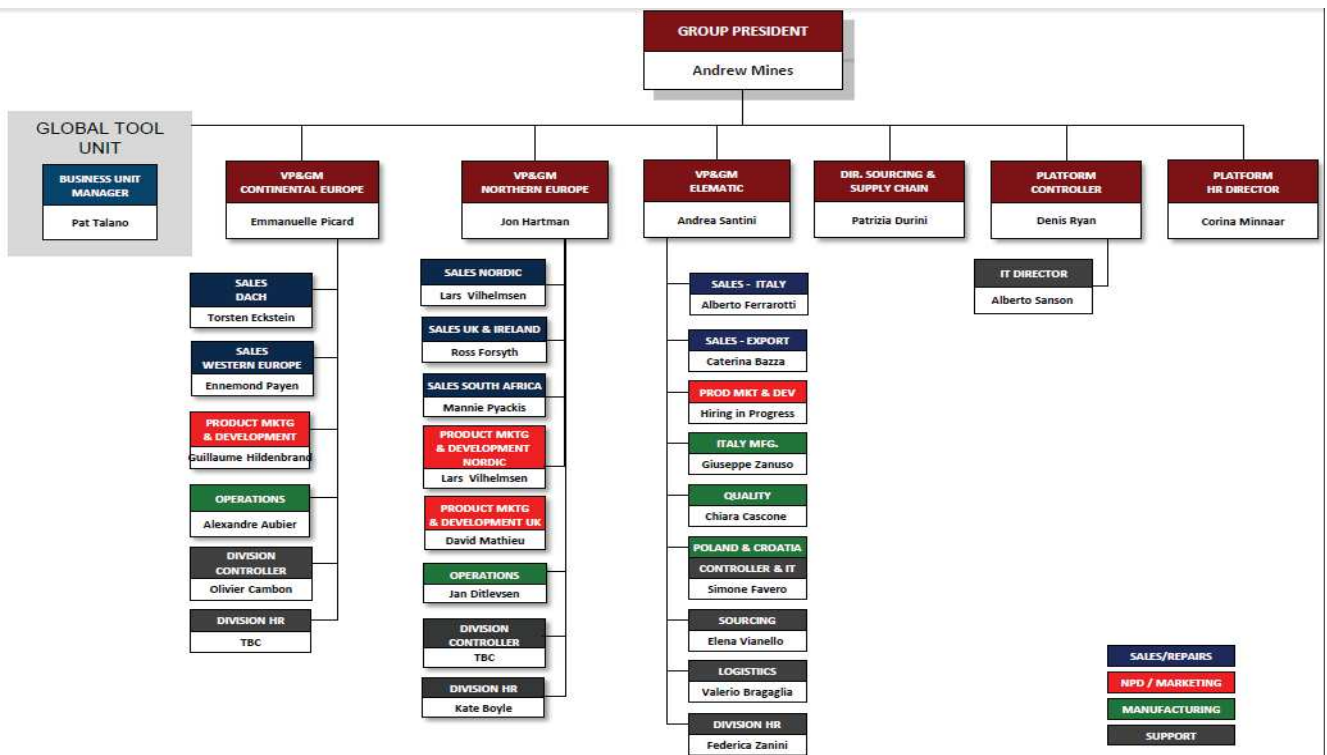 GROUP PRESIDENT
Andrew Mines
GLOBAL TOOL
UNIT
BUSINESS UNIT
MANAGER
Pat Talano
VP&GM
CONTINENTAL EUROPE
Emmanuelle Picard
VP&GM
NORTHERN EUROPE
Jon Hartman
VP&GM
ELEMATIC
Andrea Santini
DIR. SOURCING &
SUPPLY CHAIN
Patrizia Durini
PLATFORM
CONTROLLER
Denis Ryan
PLATFORM
HR DIRECTOR
Corina Minnaar
SALES
DACH
Torsten Eckstein
SALES
WESTERN EUROPE
Ennemond Payen
PRODUCT MKTG
& DEVELOPMENT
Guillaume Hildenbrand
OPERATIONS
Alexandre Aubier
DIVISION
CONTROLLER
Olivier Cambon
DIVISION HR
TBC
SALES NORDIC
Lars Vilhelmsen
SALES UK & IRELAND
Ross Forsyth
SALES SOUTH AFRICA
Mannie Pyackis
PRODUCT MKTG
& DEVELOPMENT
NORDIC
Lars Vilhelmsen
PRODUCT MKTG
& DEVELOPMENT UK
David Mathieu
OPERATIONS
Jan Ditlevsen
DIVISION
CONTROLLER
TBC
DIVISION HR
Kate Boyle
SALES - ITALY
Alberto Ferrarotti
SALES - EXPORT
Caterina Bazza
PROD MKT & DEV
Hiring in Progress
ITALY MFG.
Giuseppe Zanuso
QUALITY
Chiara Cascone
POLAND & CROATIA
CONTROLLER & IT
Simone Favero
SOURCING
Elena Vianello
LOGISTIICS
Valerio Bragaglia
DIVISION HR
Federica Zanini
IT DIRECTOR
Alberto Sanson
SALES/REPAIRS
NPD / MARKETING
MANUFACTURING
SUPPORT